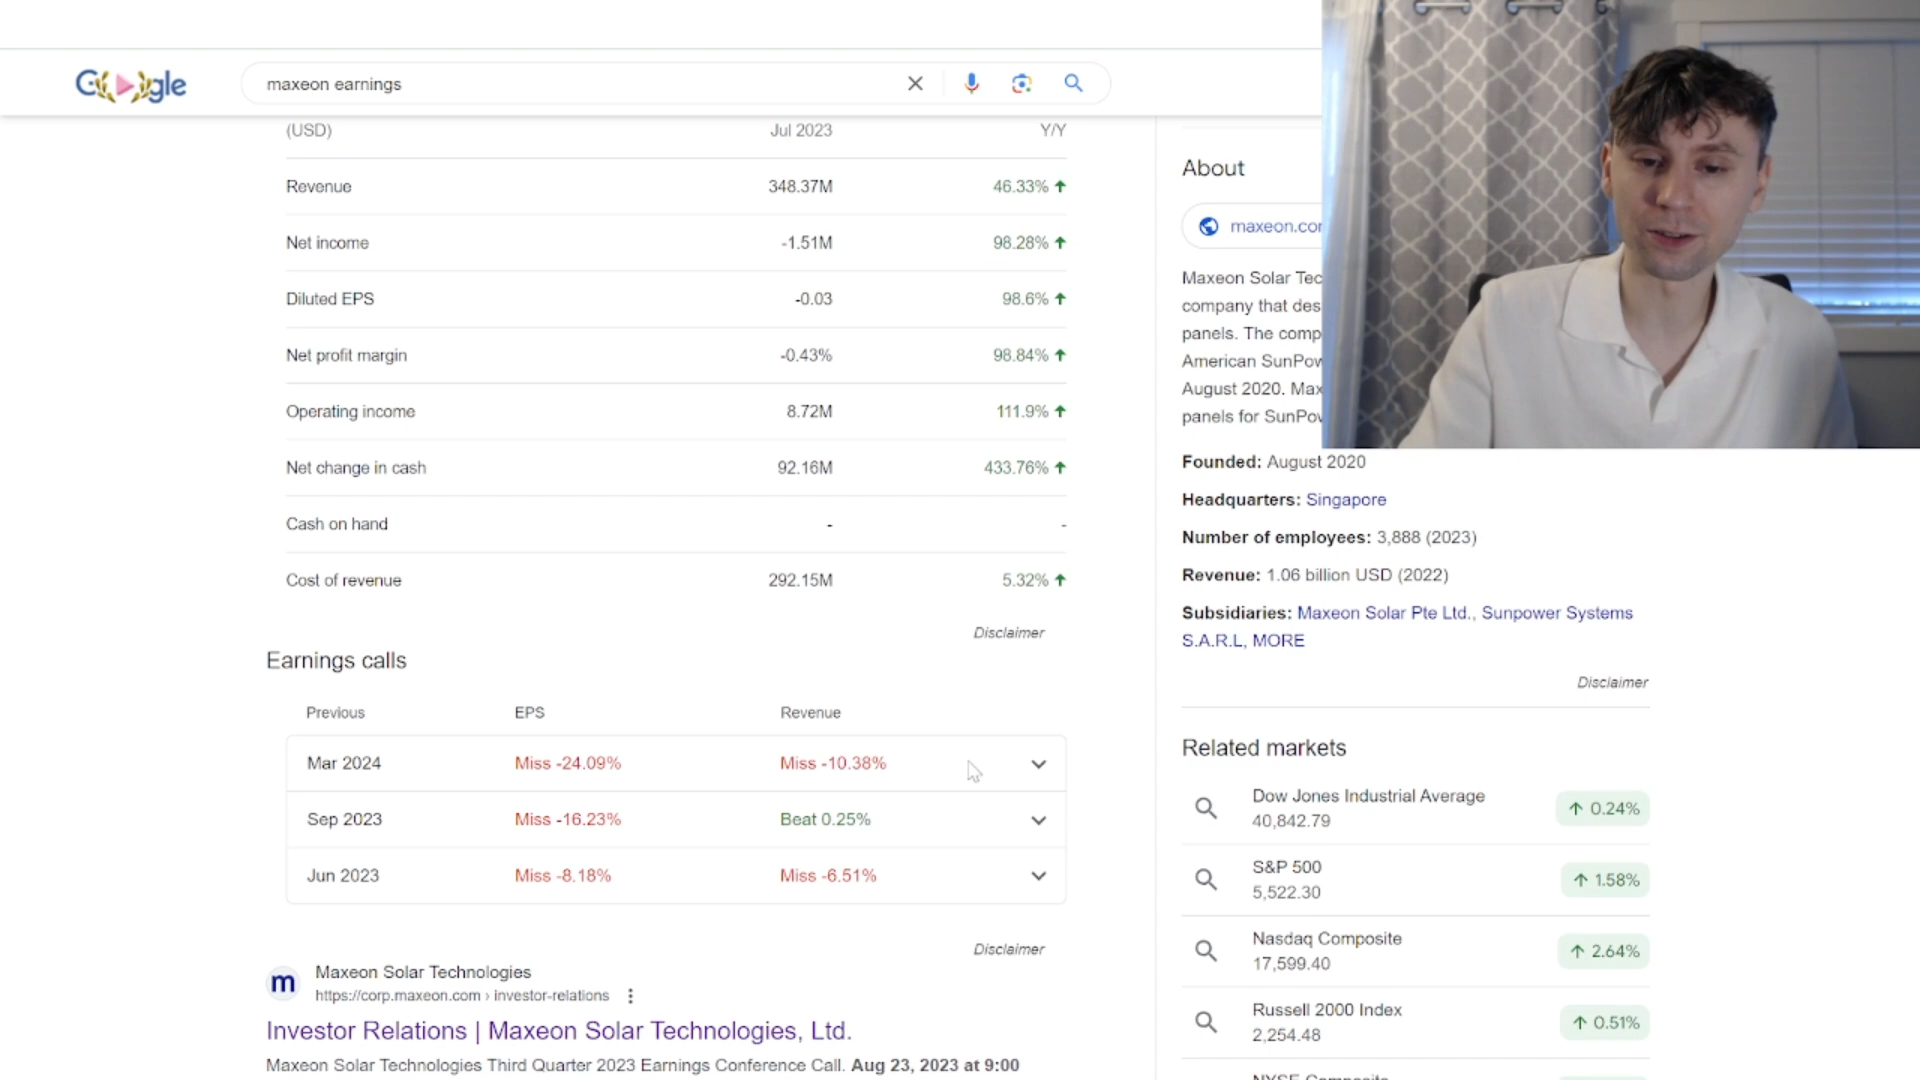 Google
maxeon earnings
(USD) Jul 2023 Y/Y
Revenue 348.37M 46.33%
Net income -1.51M 98.28%
Diluted EPS -0.03 98.6%
Net profit margin -0.43% 98.84%
Operating income 8.72M 111.9%
Net change in cash 92.16M 433.76%
Cash on hand - -
Cost of revenue 292.15M 5.32%
Disclaimer
Earnings calls
Previous EPS Revenue
Mar 2024 Miss -24.09% Miss -10.38%
Sep 2023 Miss -16.23% Beat 0.25%
Jun 2023 Miss -8.18% Miss -6.51%
Disclaimer
m
Maxeon Solar Technologies
https://corp.maxeon.com › investor-relations
Investor Relations | Maxeon Solar Technologies, Ltd.
Maxeon Solar Technologies Third Quarter 2023 Earnings Conference Call. Aug 23, 2023 at 9:00
About
maxeon.co
Maxeon Solar Tec
company that des
panels. The comp
American SunPow
August 2020. Max
panels for SunPow
Founded: August 2020
Headquarters: Singapore
Number of employees: 3,888 (2023)
Revenue: 1.06 billion USD (2022)
Subsidiaries: Maxeon Solar Pte Ltd., Sunpower Systems
S.A.R.L, MORE
Disclaimer
Related markets
Dow Jones Industrial Average
40,842.79
0.24%
S&P 500
5,522.30
1.58%
Nasdaq Composite
17,599.40
2.64%
Russell 2000 Index
2,254.48
0.51%
NYSE Composite